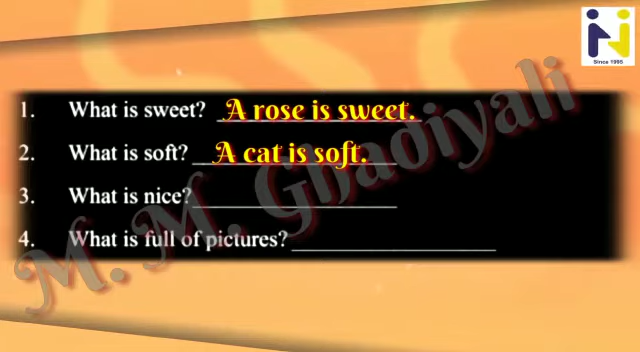 Since 1995
1. What is sweet? A rose is sweet.
2. What is soft? A cat is soft.
3. What is nice?
4. What is full of pictures?
M. M. Ghadiyali